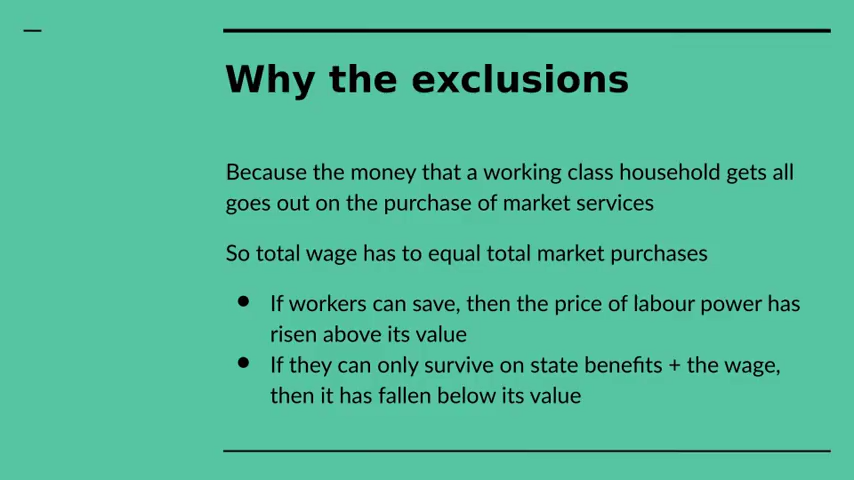 Why the exclusions
Because the money that a working class household gets all
goes out on the purchase of market services
So total wage has to equal total market purchases
● If workers can save, then the price of labour power has
risen above its value
● If they can only survive on state benefits + the wage,
then it has fallen below its value